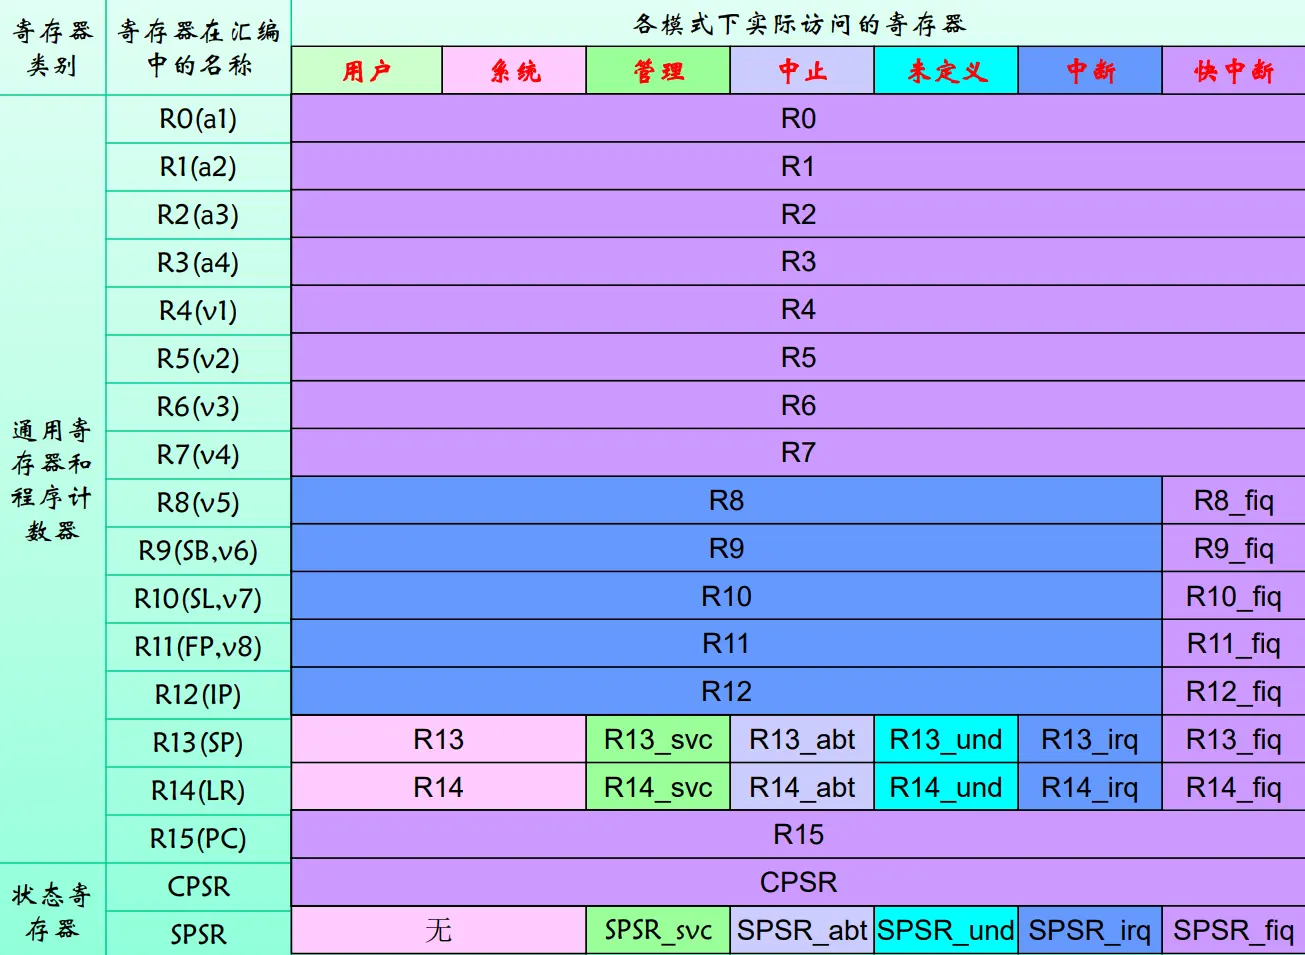 寄存器类别 寄存器在汇编中的名称 各模式下实际访问的寄存器
用户 系统 管理 中止 未定义 中断 快中断
通用寄存器和程序计数器
R0(a1) R0
R1(a2) R1
R2(a3) R2
R3(a4) R3
R4(v1) R4
R5(v2) R5
R6(v3) R6
R7(v4) R7
R8(v5) R8 R8_fiq
R9(SB,v6) R9 R9_fiq
R10(SL,v7) R10 R10_fiq
R11(FP,v8) R11 R11_fiq
R12(IP) R12 R12_fiq
R13(SP) R13 R13_svc R13_abt R13_und R13_irq R13_fiq
R14(LR) R14 R14_svc R14_abt R14_und R14_irq R14_fiq
R15(PC) R15
状态寄存器
CPSR CPSR
SPSR 无 SPSR_svc SPSR_abt SPSR_und SPSR_irq SPSR_fiq